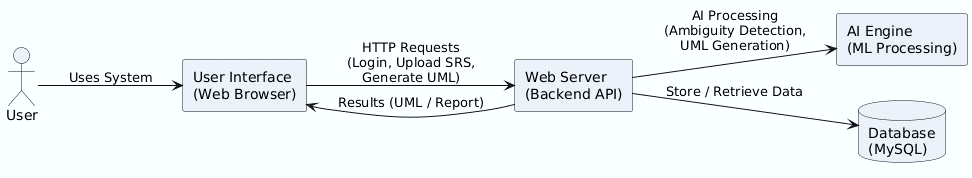 User
Uses System
User Interface
(Web Browser)
HTTP Requests
(Login, Upload SRS,
Generate UML)
Results (UML / Report)
Web Server
(Backend API)
AI Processing
(Ambiguity Detection,
UML Generation)
Store / Retrieve Data
AI Engine
(ML Processing)
Database
(MySQL)